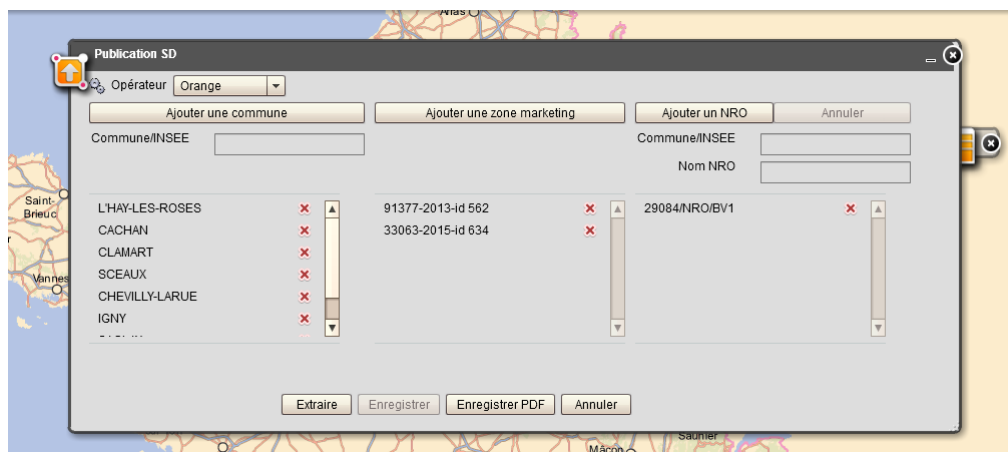 Publication SD
Opérateur Orange
Ajouter une commune Ajouter une zone marketing Ajouter un NRO Annuler
Commune/INSEE Commune/INSEE
Nom NRO
L'HAY-LES-ROSES 91377-2013-id 562 29084/NRO/BV1
CACHAN 33063-2015-id 634
CLAMART
Saint-
Brieuc
SCEAUX
Vannes
CHEVILLY-LARUE
IGNY
Extraire Enregistrer Enregistrer PDF Annuler
Saunier
Mâcon